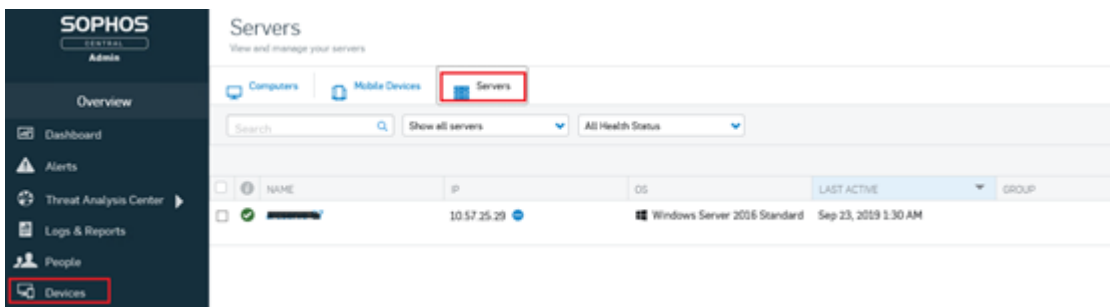 SOPHOS
CENTRAL
Admin
Overview
Dashboard
Alerts
Threat Analysis Center
Logs & Reports
People
Devices
Servers
View and manage your servers
Computers
Mobile Devices
Servers
Search
Show all servers
All Health Status
NAME IP OS LAST ACTIVE GROUP
10.57.25.29 Windows Server 2016 Standard Sep 23, 2019 1:30 AM